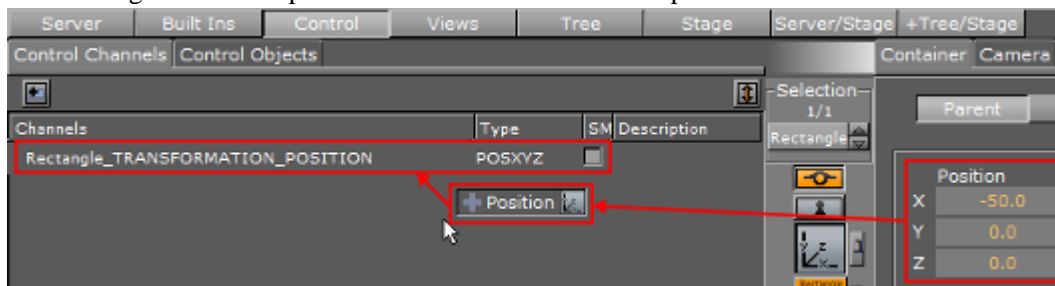 Server Built Ins Control Views Tree Stage Server/Stage +Tree/Stage
Control Channels Control Objects
Container Camera
Selection
1/1
Parent
Channels Type SM Description
Rectangle
Rectangle_TRANSFORMATION_POSITION POSXYZ
Position
Position
X -50.0
Y 0.0
Z 0.0